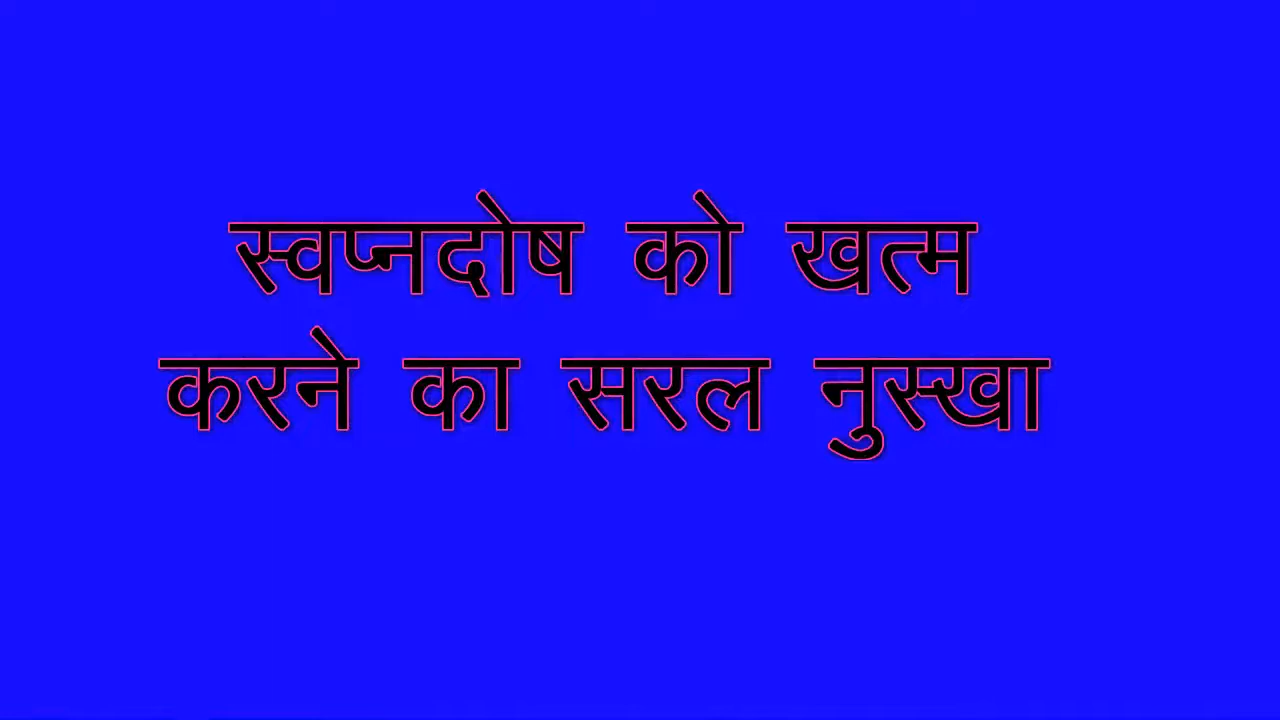 स्वप्नदोष को खत्म
करने का सरल नुस्खा